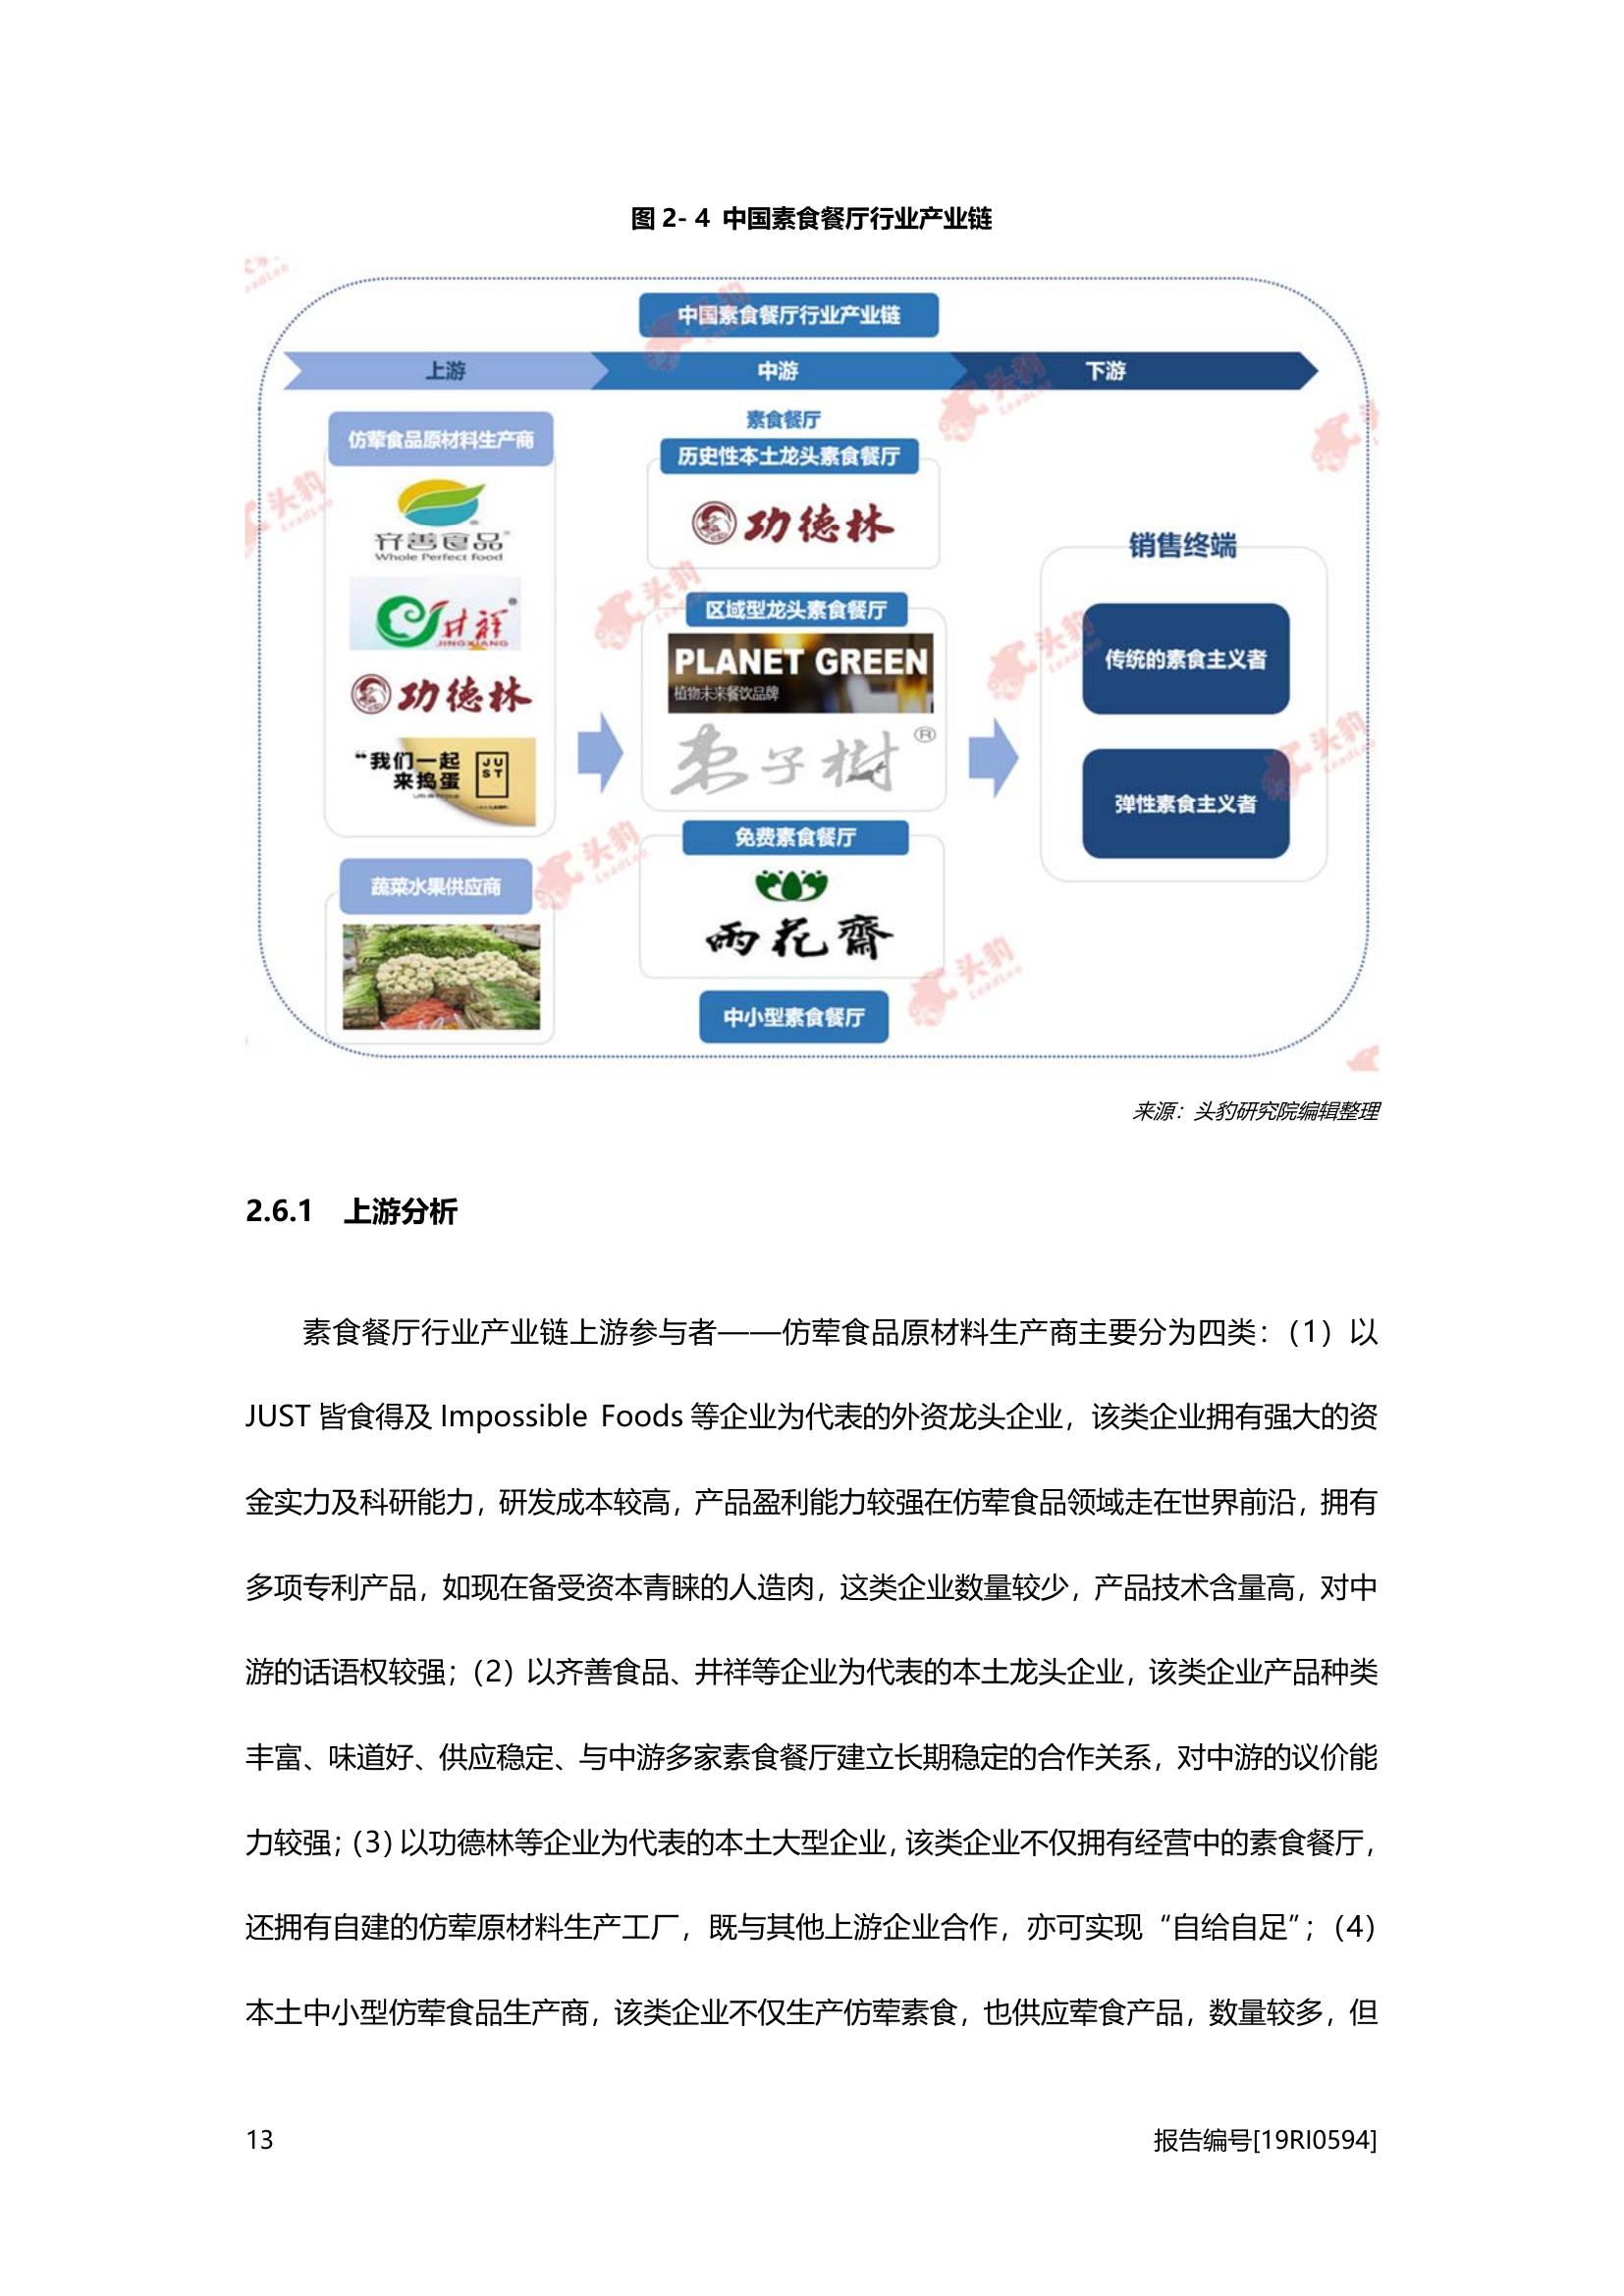 图 2- 4 中国素食餐厅行业产业链
中国素食餐厅行业产业链
上游
中游
下游
仿荤食品原材料生产商
齐善食品
Whole Perfect Food
井祥
JINGXIANG
功德林
“我们一起
来捣蛋
JU
ST
蔬菜水果供应商
素食餐厅
历史性本土龙头素食餐厅
功德林
区域型龙头素食餐厅
PLANET GREEN
植物未来餐饮品牌
枣子樹®
免费素食餐厅
雨花齋
中小型素食餐厅
销售终端
传统的素食主义者
弹性素食主义者
头豹
LeadLeo
来源：头豹研究院编辑整理
2.6.1 上游分析
素食餐厅行业产业链上游参与者——仿荤食品原材料生产商主要分为四类：（1）以
JUST 皆食得及 Impossible Foods 等企业为代表的外资龙头企业，该类企业拥有强大的资
金实力及科研能力，研发成本较高，产品盈利能力较强在仿荤食品领域走在世界前沿，拥有
多项专利产品，如现在备受资本青睐的人造肉，这类企业数量较少，产品技术含量高，对中
游的话语权较强；（2）以齐善食品、井祥等企业为代表的本土龙头企业，该类企业产品种类
丰富、味道好、供应稳定、与中游多家素食餐厅建立长期稳定的合作关系，对中游的议价能
力较强；（3）以功德林等企业为代表的本土大型企业，该类企业不仅拥有经营中的素食餐厅，
还拥有自建的仿荤原材料生产工厂，既与其他上游企业合作，亦可实现“自给自足”；（4）
本土中小型仿荤食品生产商，该类企业不仅生产仿荤素食，也供应荤食产品，数量较多，但
13
报告编号[19RI0594]